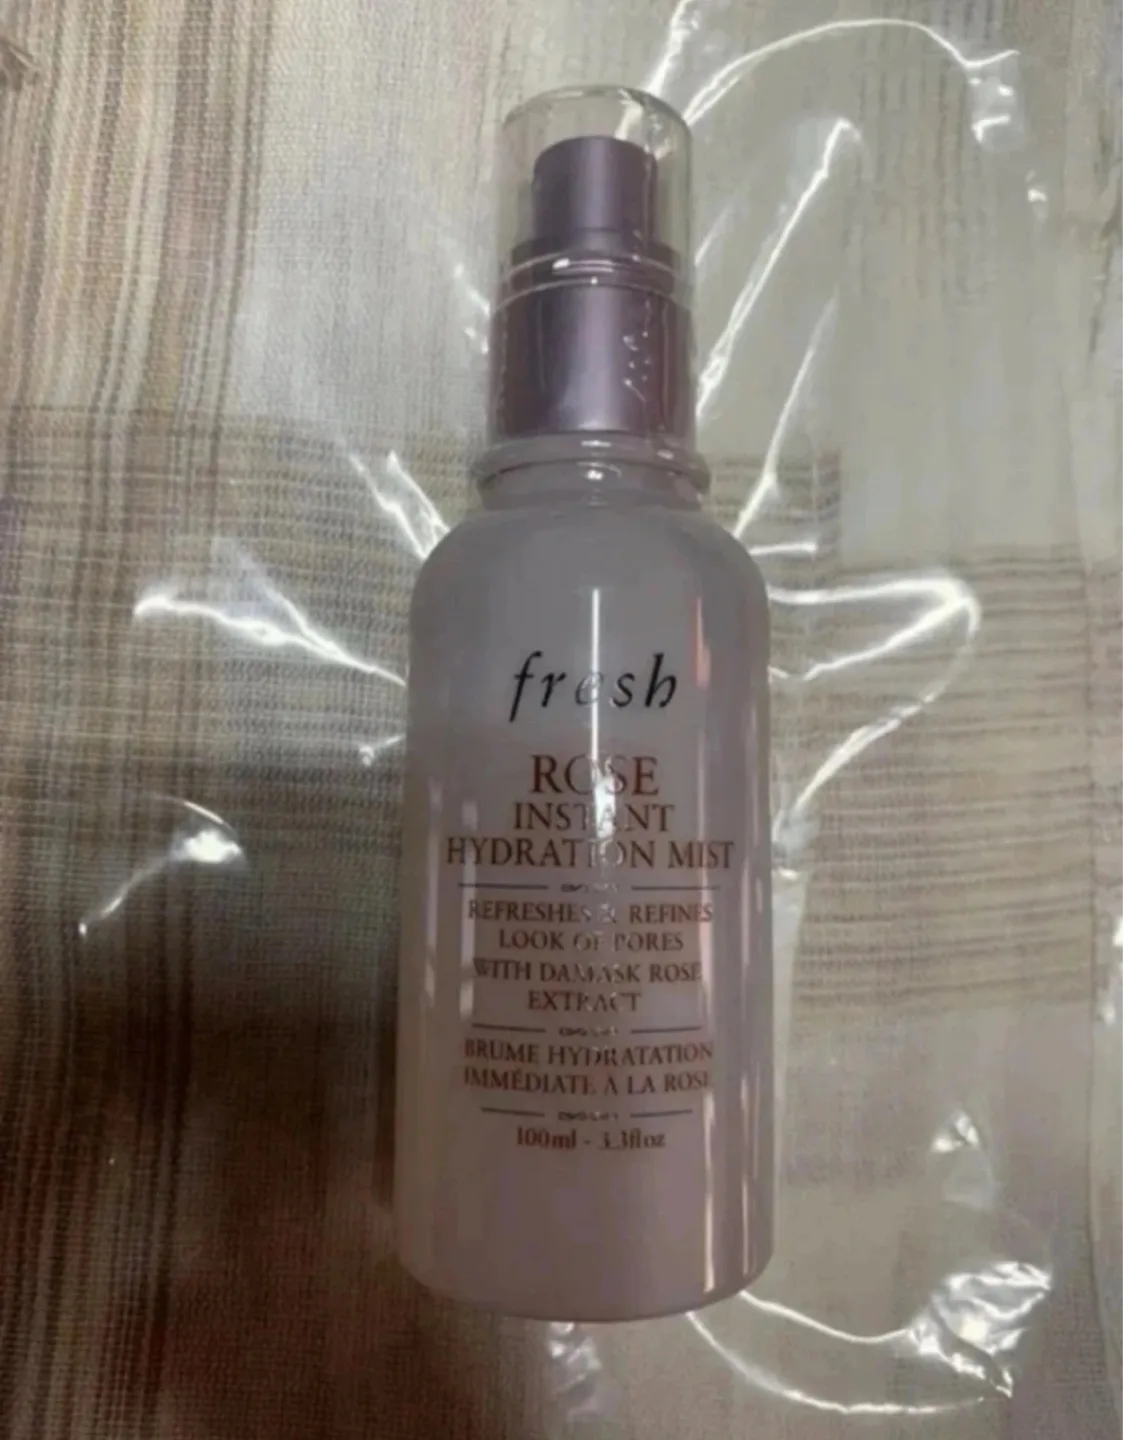 fresh
ROSE
INSTANT
HYDRATION MIST
REFRESHES & REFINES
LOOK OF PORES
WITH DAMASK ROSE
EXTRACT
BRUME HYDRATATION
IMMÉDIATE À LA ROSE
100ml - 3.3fl oz